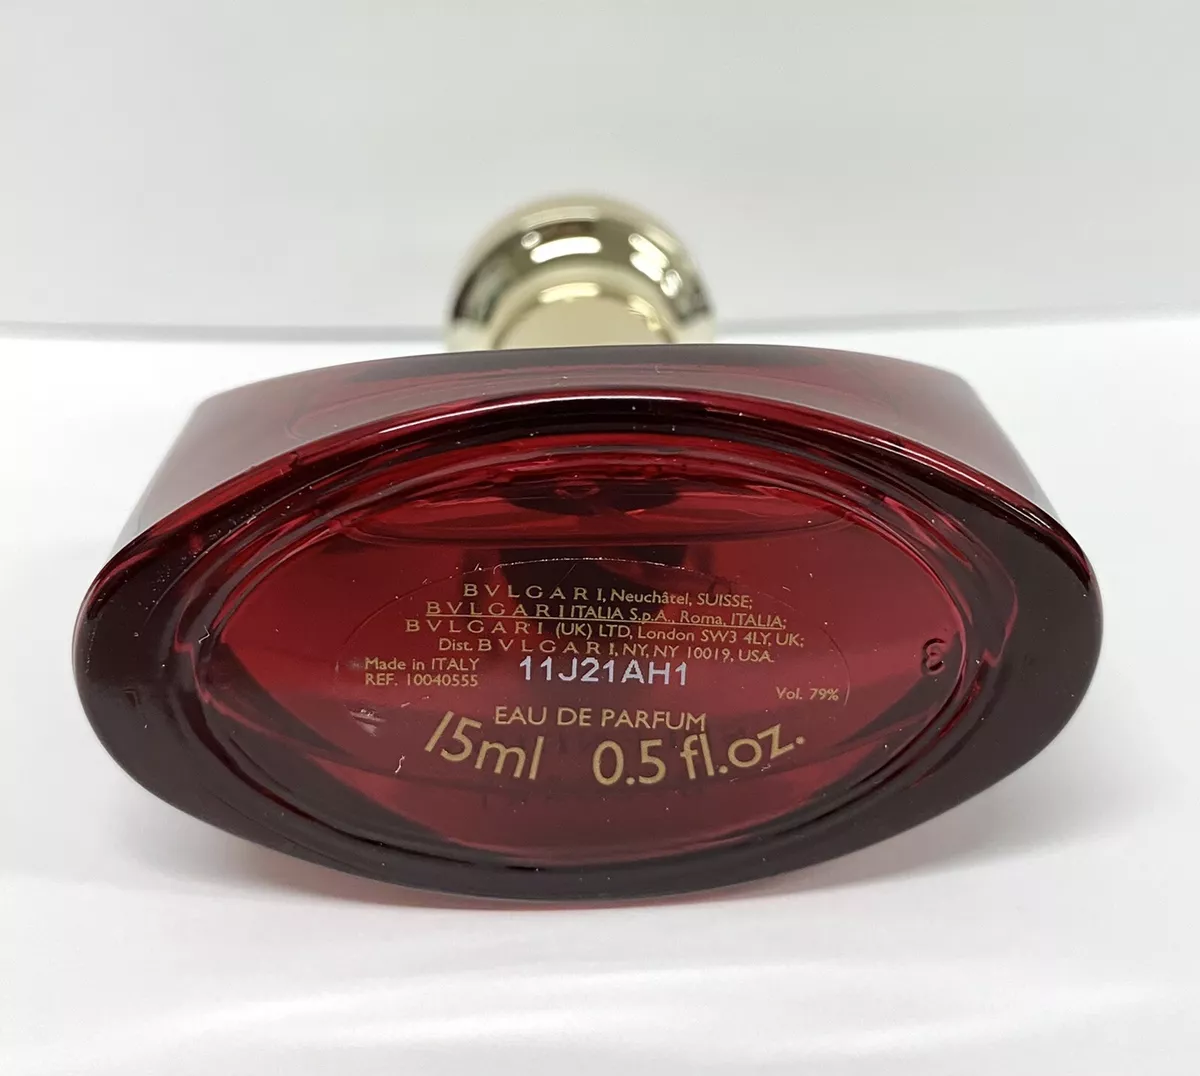 BVLGARI, Neuchâtel, SUISSE;
BVLGARI ITALIA S.p.A., Roma, ITALIA;
BVLGARI (UK) LTD, London SW3 4LY, UK;
Dist. BVLGARI, NY, NY 10019, USA
Made in ITALY
REF. 10040555
11J21AH1
Vol. 79%
EAU DE PARFUM
15ml 0.5 fl.oz.